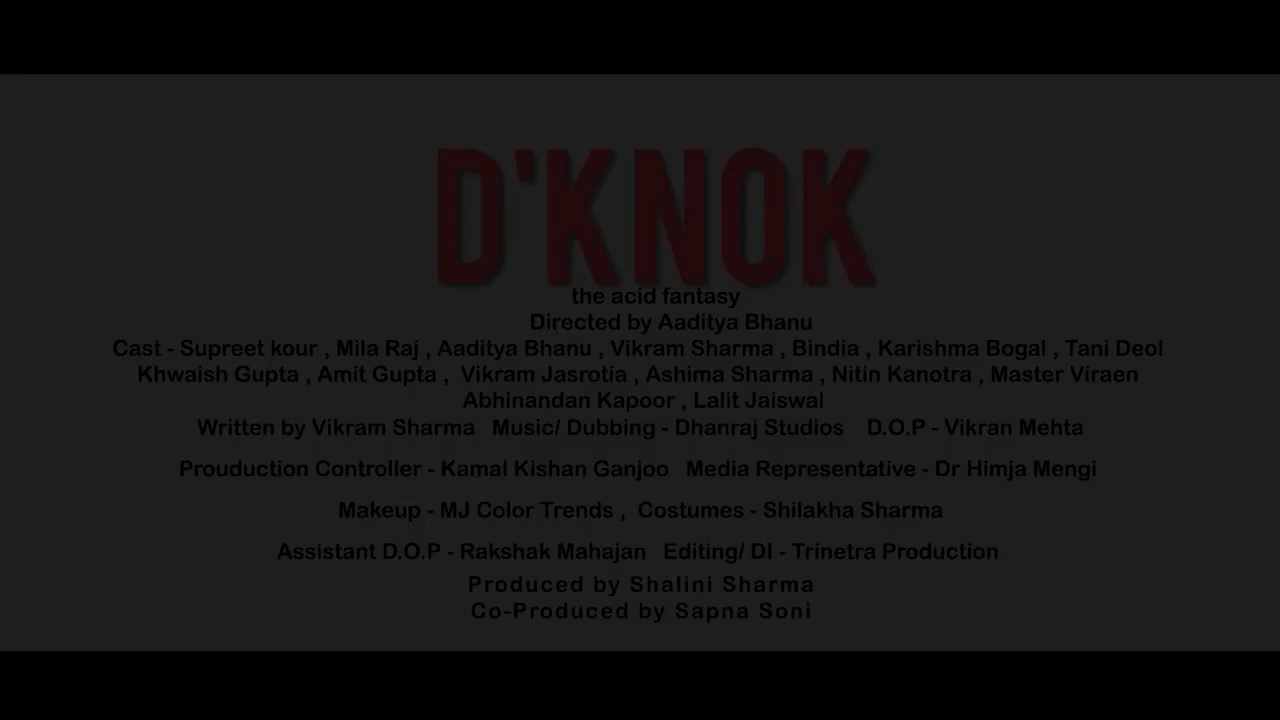 D'KNOK
the acid fantasy
Directed by Aaditya Bhanu
Cast - Supreet kour , Mila Raj , Aaditya Bhanu , Vikram Sharma , Bindia , Karishma Bogal , Tani Deol
Khwaish Gupta , Amit Gupta ,  Vikram Jasrotia , Ashima Sharma , Nitin Kanotra , Master Viraen
Abhinandan Kapoor , Lalit Jaiswal
Written by Vikram Sharma   Music/ Dubbing - Dhanraj Studios    D.O.P - Vikran Mehta
Prouduction Controller - Kamal Kishan Ganjoo   Media Representative - Dr Himja Mengi
Makeup - MJ Color Trends ,  Costumes - Shilakha Sharma
Assistant D.O.P - Rakshak Mahajan   Editing/ DI - Trinetra Production
Produced by Shalini Sharma
Co-Produced by Sapna Soni